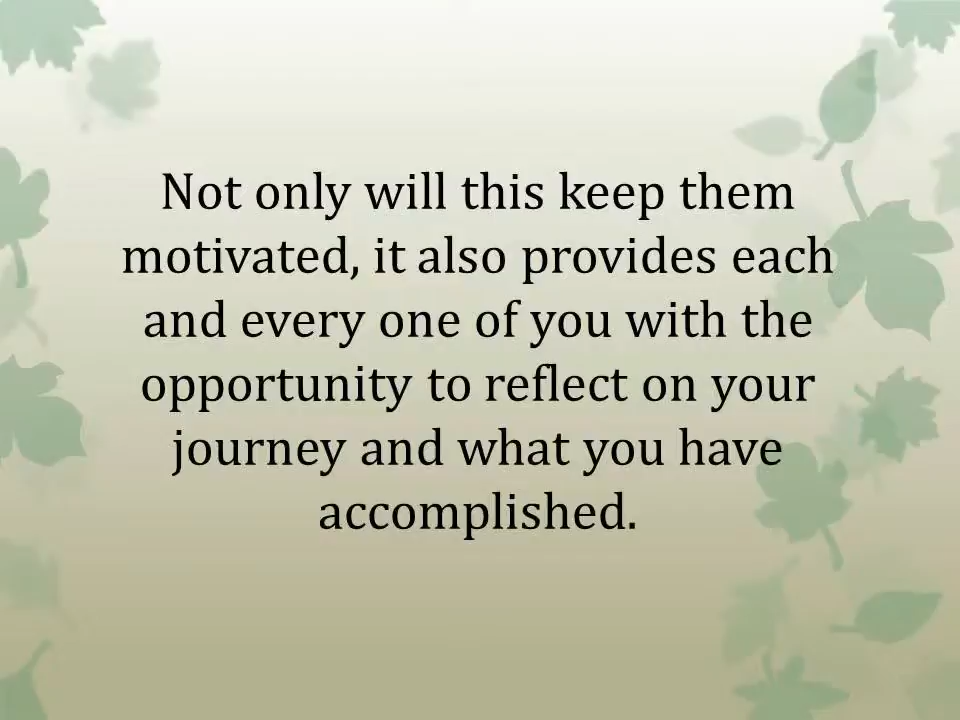 Not only will this keep them
motivated, it also provides each
and every one of you with the
opportunity to reflect on your
journey and what you have
accomplished.